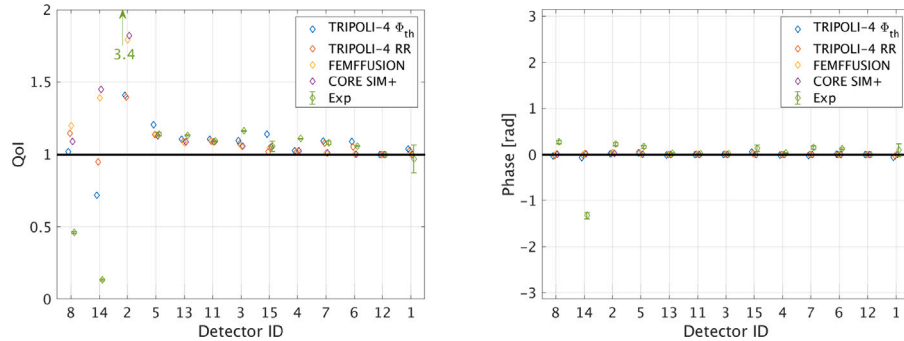 2
1.5
1
0.5
0
QoI
3.4
TRIPOLI-4 Φth
TRIPOLI-4 RR
FEMFFUSION
CORE SIM+
Exp
8 14 2 5 13 11 3 15 4 7 6 12 1
Detector ID
3
2
1
0
-1
-2
-3
Phase [rad]
TRIPOLI-4 Φth
TRIPOLI-4 RR
FEMFFUSION
CORE SIM+
Exp
8 14 2 5 13 11 3 15 4 7 6 12 1
Detector ID